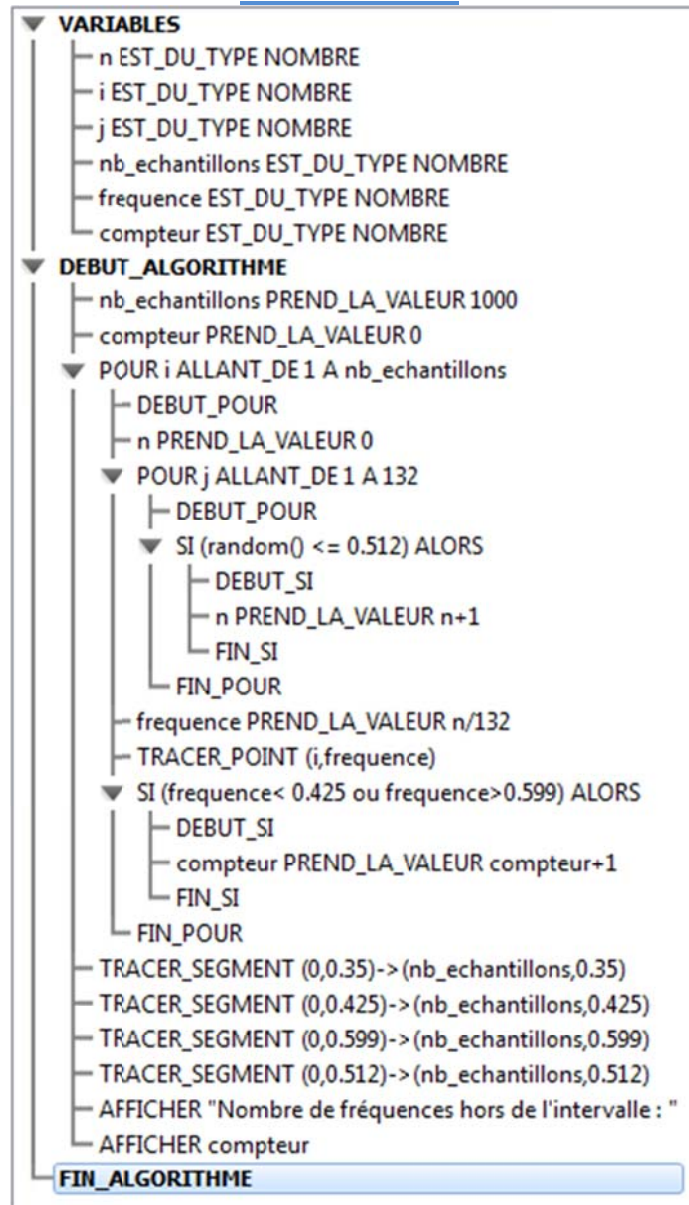 VARIABLES
n EST_DU_TYPE NOMBRE
i EST_DU_TYPE NOMBRE
j EST_DU_TYPE NOMBRE
nb_echantillons EST_DU_TYPE NOMBRE
frequence EST_DU_TYPE NOMBRE
compteur EST_DU_TYPE NOMBRE
DEBUT_ALGORITHME
nb_echantillons PREND_LA_VALEUR 1000
compteur PREND_LA_VALEUR 0
POUR i ALLANT_DE 1 A nb_echantillons
DEBUT_POUR
n PREND_LA_VALEUR 0
POUR j ALLANT_DE 1 A 132
DEBUT_POUR
SI (random() <= 0.512) ALORS
DEBUT_SI
n PREND_LA_VALEUR n+1
FIN_SI
FIN_POUR
frequence PREND_LA_VALEUR n/132
TRACER_POINT (i,frequence)
SI (frequence< 0.425 ou frequence>0.599) ALORS
DEBUT_SI
compteur PREND_LA_VALEUR compteur+1
FIN_SI
FIN_POUR
TRACER_SEGMENT (0,0.35)->(nb_echantillons,0.35)
TRACER_SEGMENT (0,0.425)->(nb_echantillons,0.425)
TRACER_SEGMENT (0,0.599)->(nb_echantillons,0.599)
TRACER_SEGMENT (0,0.512)->(nb_echantillons,0.512)
AFFICHER "Nombre de fréquences hors de l'intervalle : "
AFFICHER compteur
FIN_ALGORITHME